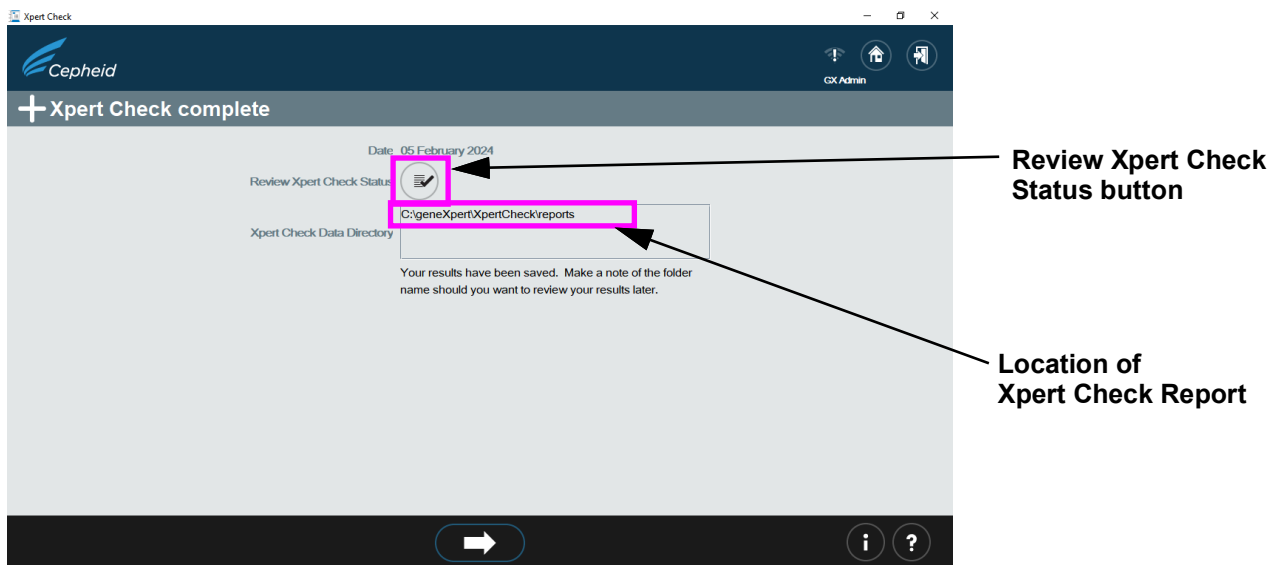 Xpert Check
Cepheid
GX Admin
Xpert Check complete
Date 05 February 2024
Review Xpert Check Status
Xpert Check Data Directory
C:\geneXpert\XpertCheck\reports
Your results have been saved. Make a note of the folder
name should you want to review your results later.
Review Xpert Check
Status button
Location of
Xpert Check Report
i ?